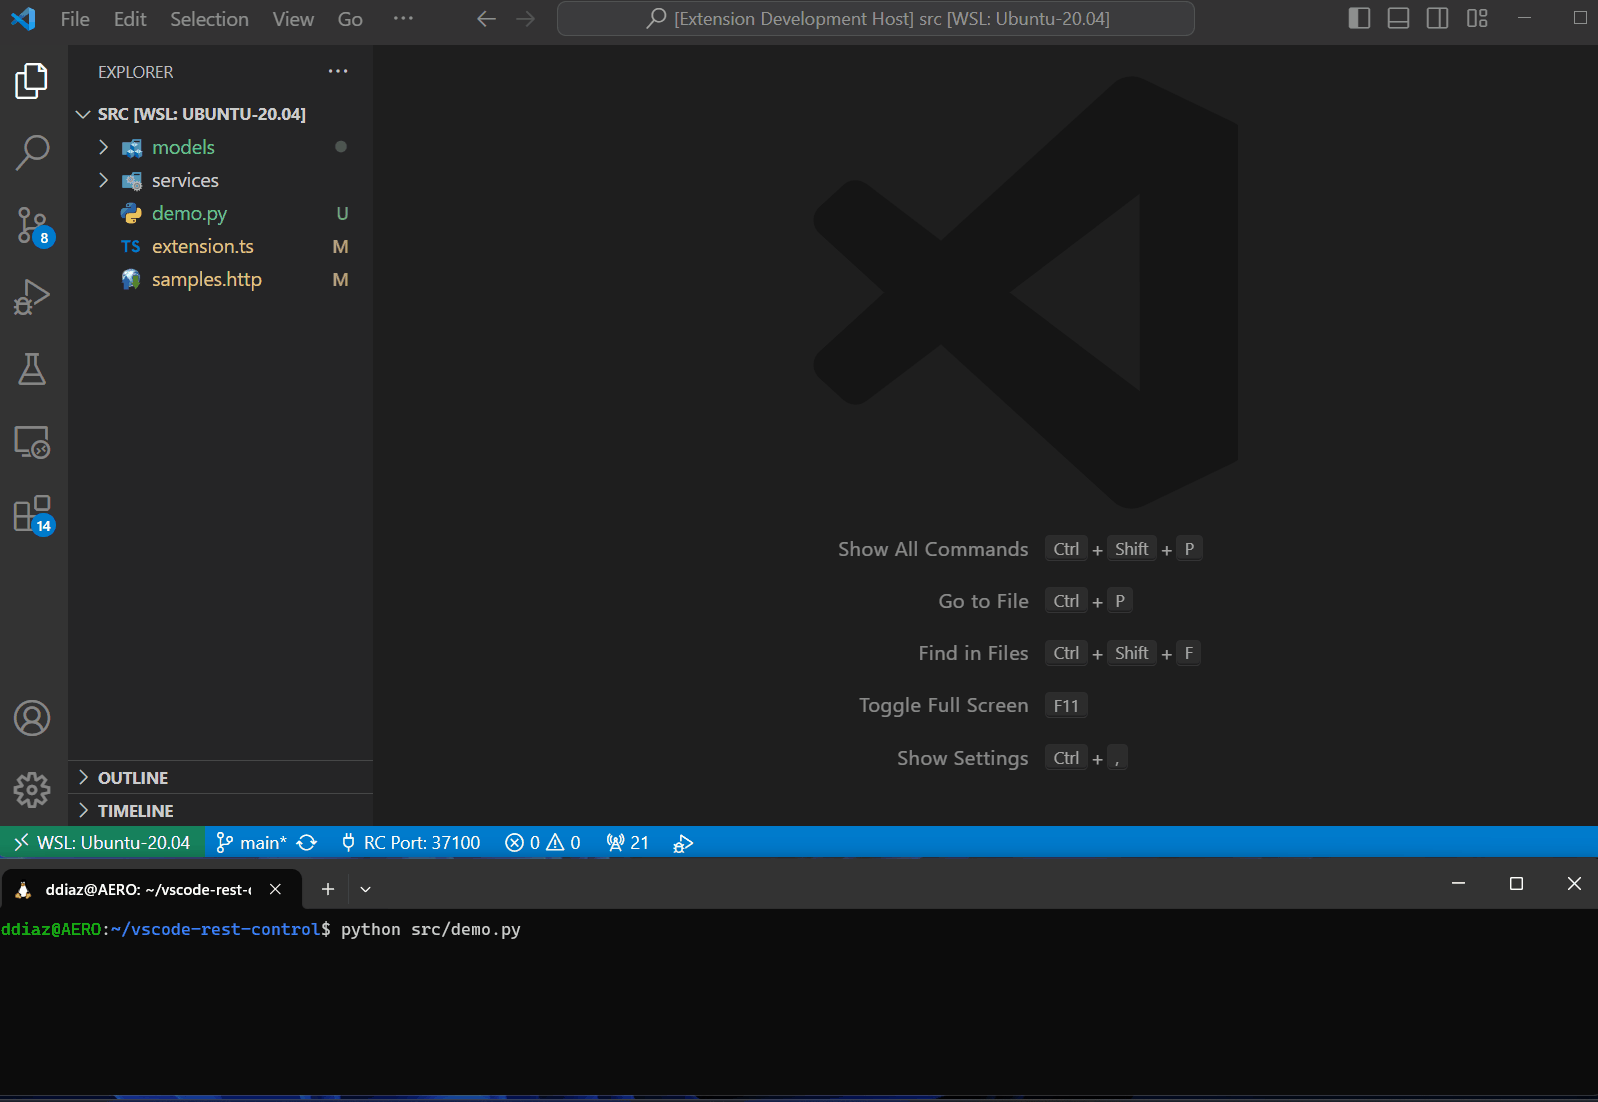 File Edit Selection View Go ··· [Extension Development Host] src [WSL: Ubuntu-20.04]
EXPLORER
SRC [WSL: UBUNTU-20.04]
models
services
demo.py U
TS extension.ts M
samples.http M
8
14
Show All Commands Ctrl + Shift + P
Go to File Ctrl + P
Find in Files Ctrl + Shift + F
Toggle Full Screen F11
Show Settings Ctrl + ,
OUTLINE
TIMELINE
WSL: Ubuntu-20.04 main* RC Port: 37100 0 0 21
ddiaz@AERO: ~/vscode-rest-c
ddiaz@AERO:~/vscode-rest-control$ python src/demo.py